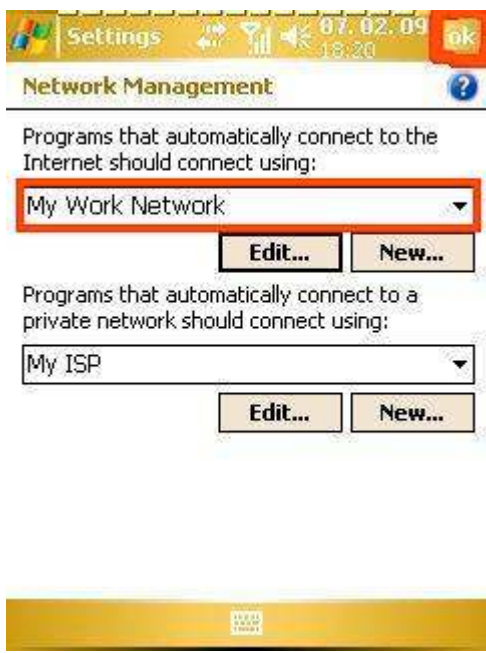 Settings
07.02.09
18:20
ok
Network Management
?
Programs that automatically connect to the
Internet should connect using:
My Work Network
Edit... New...
Programs that automatically connect to a
private network should connect using:
My ISP
Edit... New...